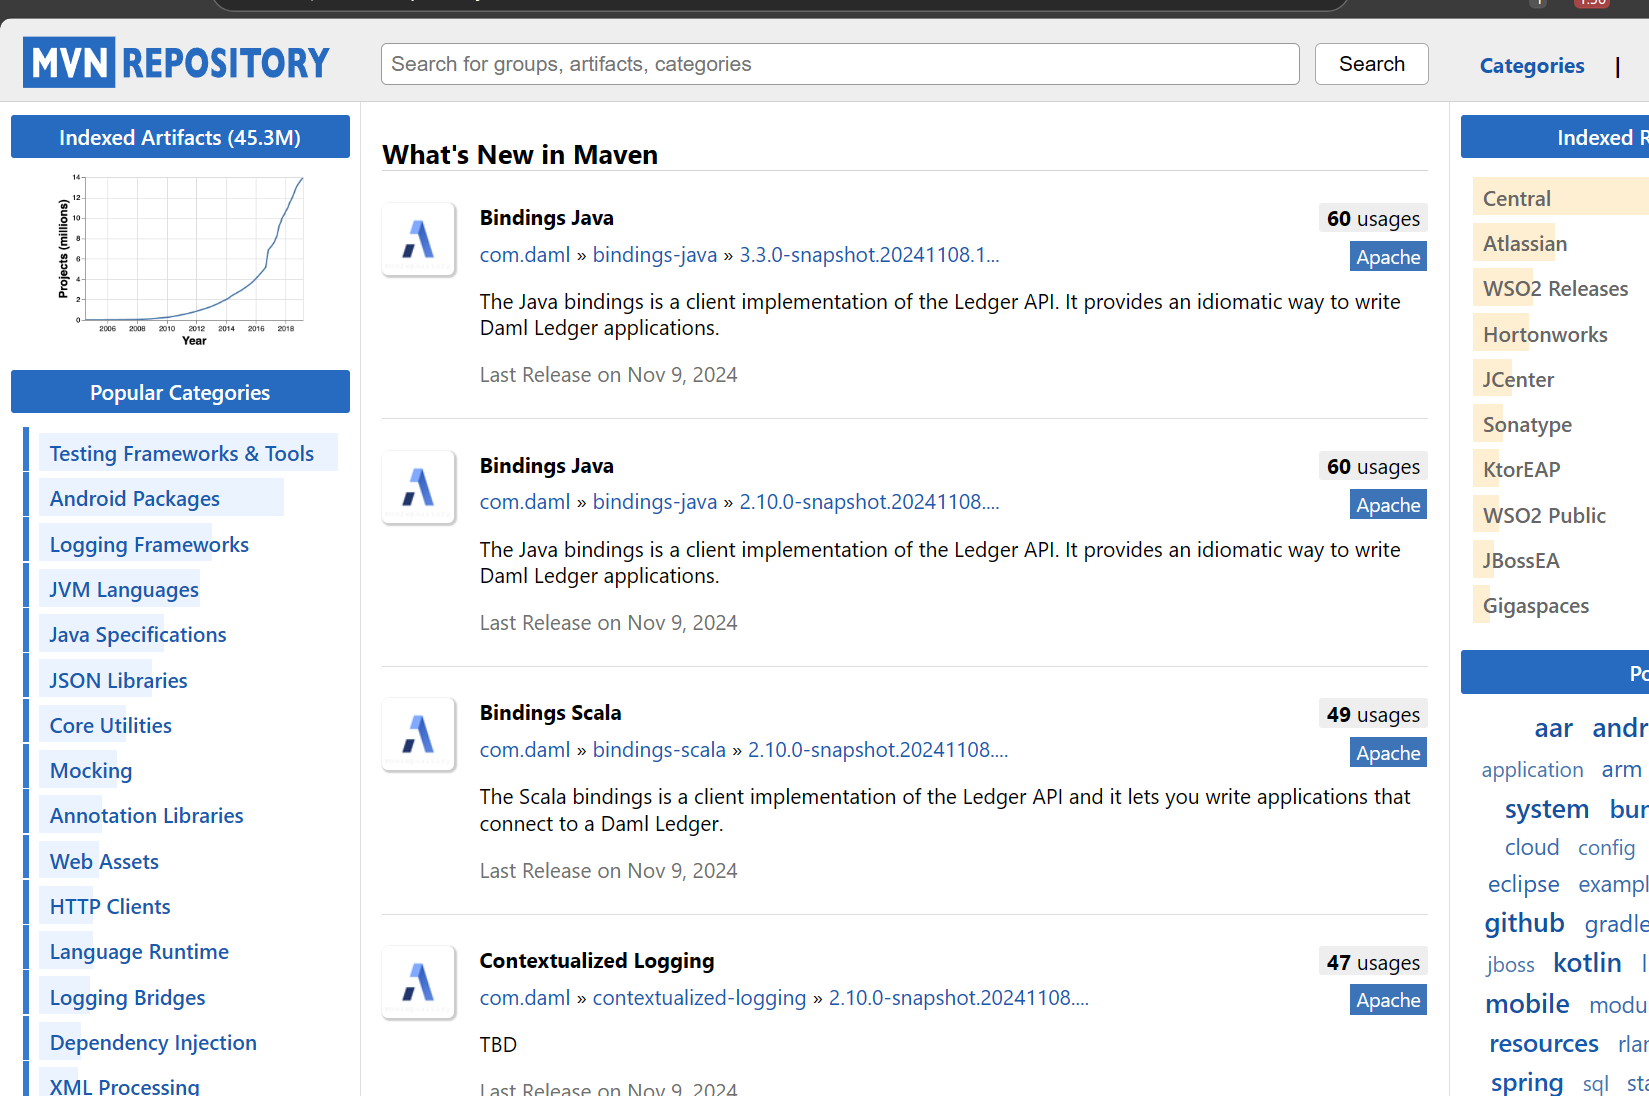 MVN REPOSITORY
Search for groups, artifacts, categories
Search
Categories |
Indexed Artifacts (45.3M)
Projects (millions)
14
12
10
8
6
4
2
0
2006 2008 2010 2012 2014 2016 2018
Year
Popular Categories
Testing Frameworks & Tools
Android Packages
Logging Frameworks
JVM Languages
Java Specifications
JSON Libraries
Core Utilities
Mocking
Annotation Libraries
Web Assets
HTTP Clients
Language Runtime
Logging Bridges
Dependency Injection
XML Processing
What's New in Maven
Bindings Java
60 usages
com.daml » bindings-java » 3.3.0-snapshot.20241108.1...
Apache
The Java bindings is a client implementation of the Ledger API. It provides an idiomatic way to write
Daml Ledger applications.
Last Release on Nov 9, 2024
Bindings Java
60 usages
com.daml » bindings-java » 2.10.0-snapshot.20241108....
Apache
The Java bindings is a client implementation of the Ledger API. It provides an idiomatic way to write
Daml Ledger applications.
Last Release on Nov 9, 2024
Bindings Scala
49 usages
com.daml » bindings-scala » 2.10.0-snapshot.20241108....
Apache
The Scala bindings is a client implementation of the Ledger API and it lets you write applications that
connect to a Daml Ledger.
Last Release on Nov 9, 2024
Contextualized Logging
47 usages
com.daml » contextualized-logging » 2.10.0-snapshot.20241108....
Apache
TBD
Last Release on Nov 9, 2024
Indexed R
Central
Atlassian
WSO2 Releases
Hortonworks
JCenter
Sonatype
KtorEAP
WSO2 Public
JBossEA
Gigaspaces
Po
aar andr
application arm
system bun
cloud config
eclipse exampl
github gradle
jboss kotlin l
mobile modu
resources rlan
spring sql sta